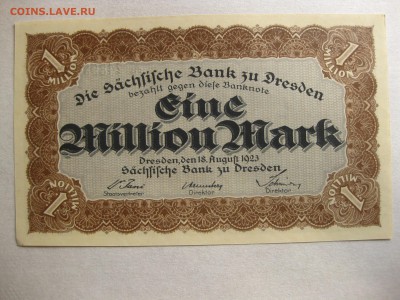 COINS.LAVE.RU
1 MILLION
1 MILLION
Die Sächsische Bank zu Dresden
bezahlt gegen diese Banknote
Eine
Million Mark
Dresden, den 18. August 1923
Sächsische Bank zu Dresden
Direktor
Direktor
1 MILLION
1 MILLION